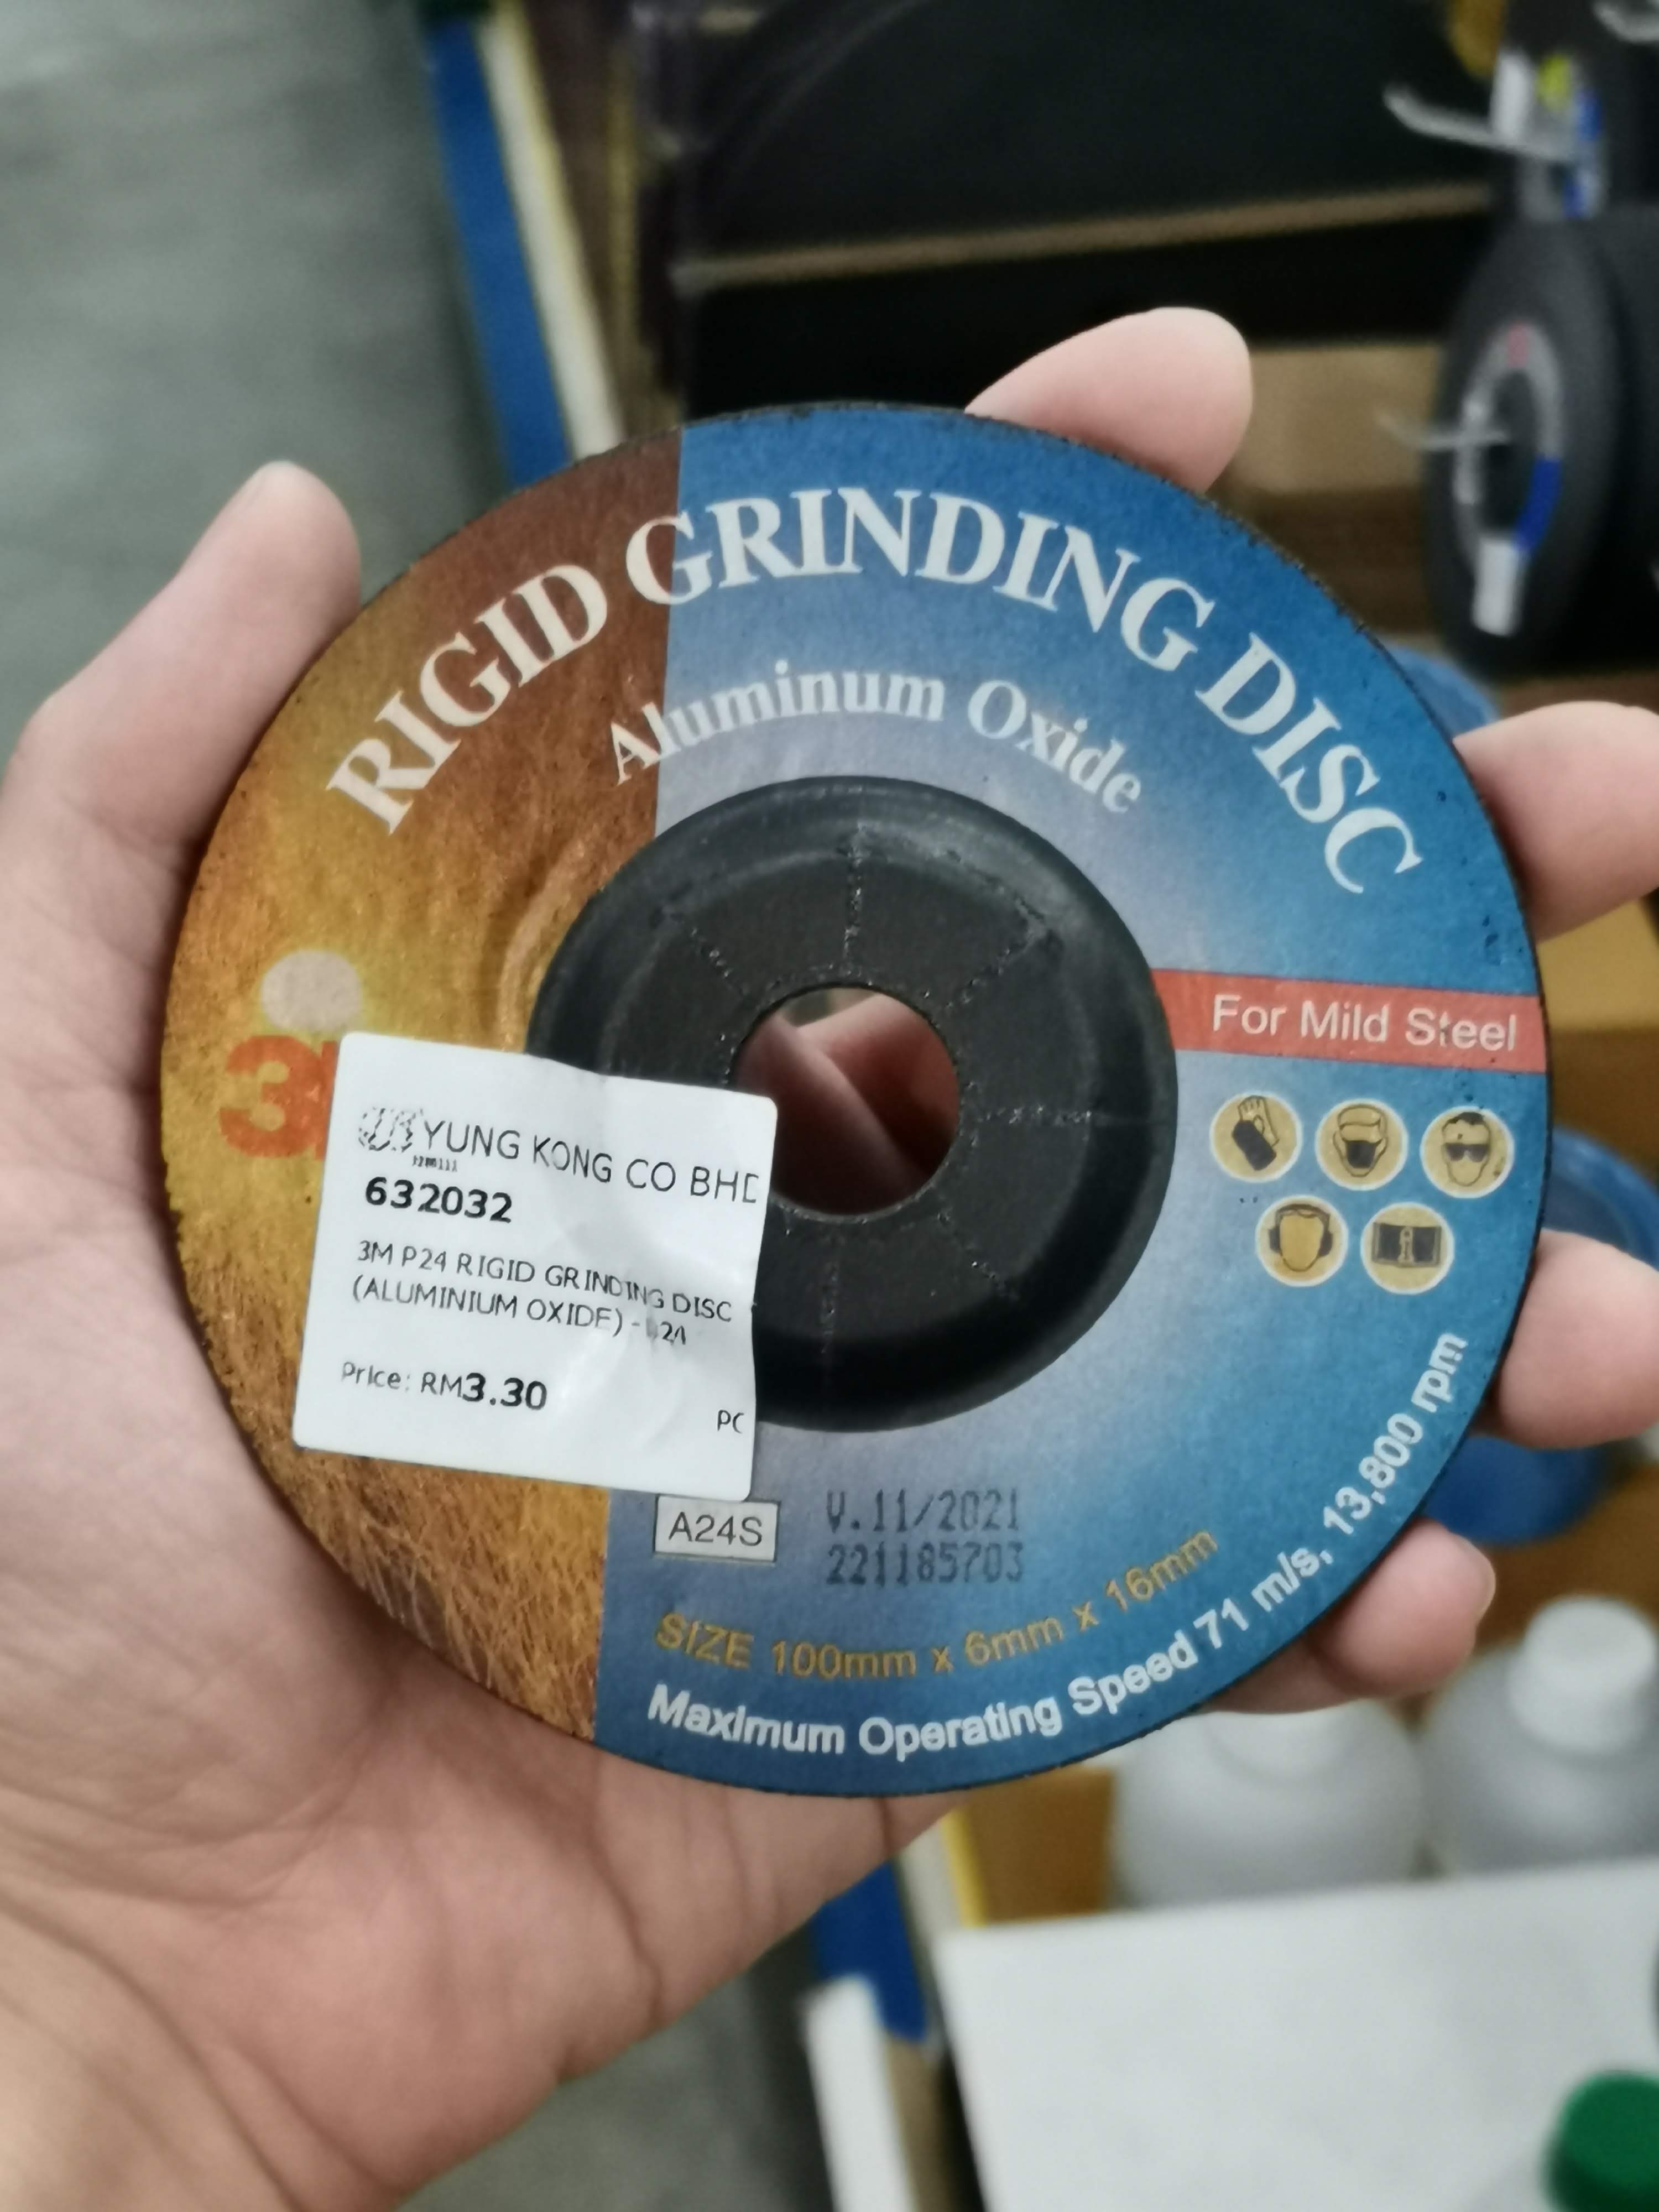 RIGID GRINDING DISC
Aluminum Oxide
For Mild Steel
3
YUNG KONG CO BHD
632032
3M P24 RIGID GRINDING DISC
(ALUMINIUM OXIDE) -
Price: RM3.30
PC
A24S
V.11/2021
221185703
SIZE 100mm x 6mm x 16mm
Maximum Operating Speed 71 m/s, 13,800 rpm